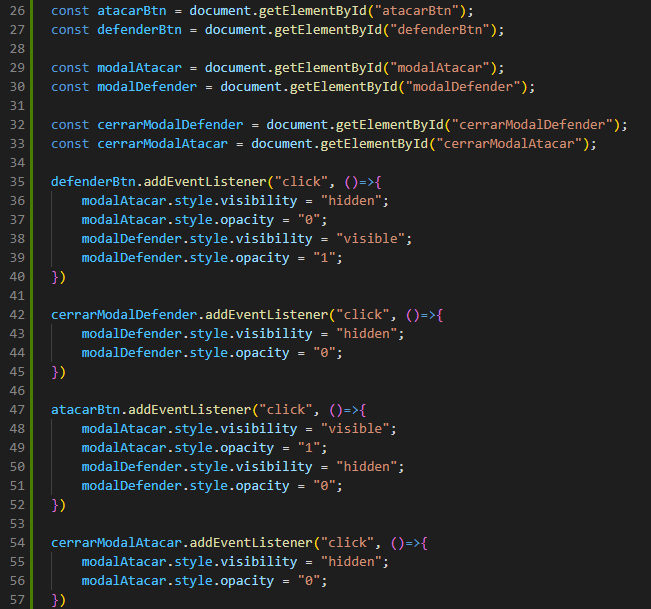 26 const atacarBtn = document.getElementById("atacarBtn");
27 const defenderBtn = document.getElementById("defenderBtn");
28
29 const modalAtacar = document.getElementById("modalAtacar");
30 const modalDefender = document.getElementById("modalDefender");
31
32 const cerrarModalDefender = document.getElementById("cerrarModalDefender");
33 const cerrarModalAtacar = document.getElementById("cerrarModalAtacar");
34
35 defenderBtn.addEventListener("click", ()=>{
36     modalAtacar.style.visibility = "hidden";
37     modalAtacar.style.opacity = "0";
38     modalDefender.style.visibility = "visible";
39     modalDefender.style.opacity = "1";
40 })
41
42 cerrarModalDefender.addEventListener("click", ()=>{
43     modalDefender.style.visibility = "hidden";
44     modalDefender.style.opacity = "0";
45 })
46
47 atacarBtn.addEventListener("click", ()=>{
48     modalAtacar.style.visibility = "visible";
49     modalAtacar.style.opacity = "1";
50     modalDefender.style.visibility = "hidden";
51     modalDefender.style.opacity = "0";
52 })
53
54 cerrarModalAtacar.addEventListener("click", ()=>{
55     modalAtacar.style.visibility = "hidden";
56     modalAtacar.style.opacity = "0";
57 })